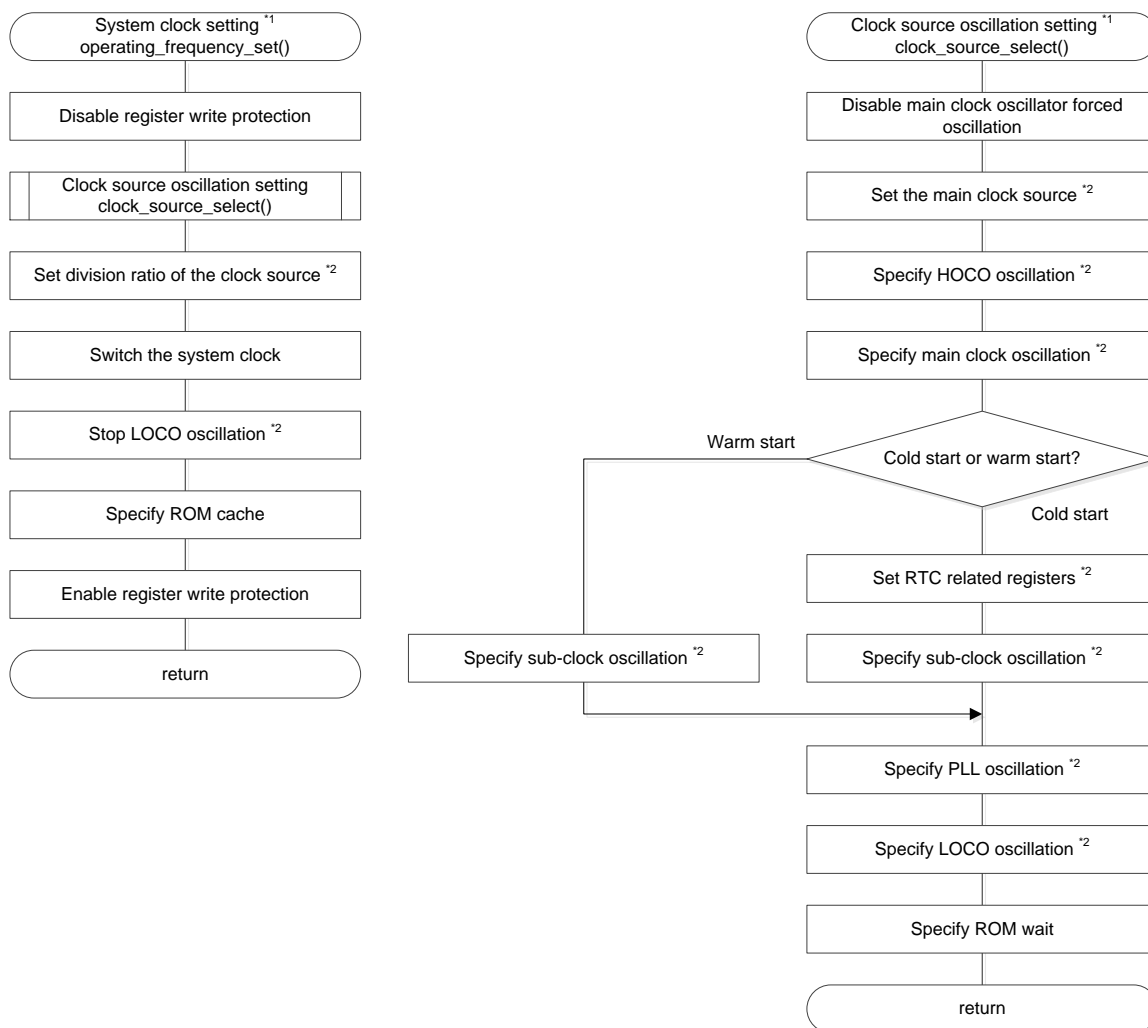 System clock setting *1
operating_frequency_set()
Disable register write protection
Clock source oscillation setting
clock_source_select()
Set division ratio of the clock source *2
Switch the system clock
Stop LOCO oscillation *2
Specify ROM cache
Enable register write protection
return
Clock source oscillation setting *1
clock_source_select()
Disable main clock oscillator forced
oscillation
Set the main clock source *2
Specify HOCO oscillation *2
Specify main clock oscillation *2
Warm start
Cold start or warm start?
Cold start
Set RTC related registers *2
Specify sub-clock oscillation *2
Specify sub-clock oscillation *2
Specify PLL oscillation *2
Specify LOCO oscillation *2
Specify ROM wait
return